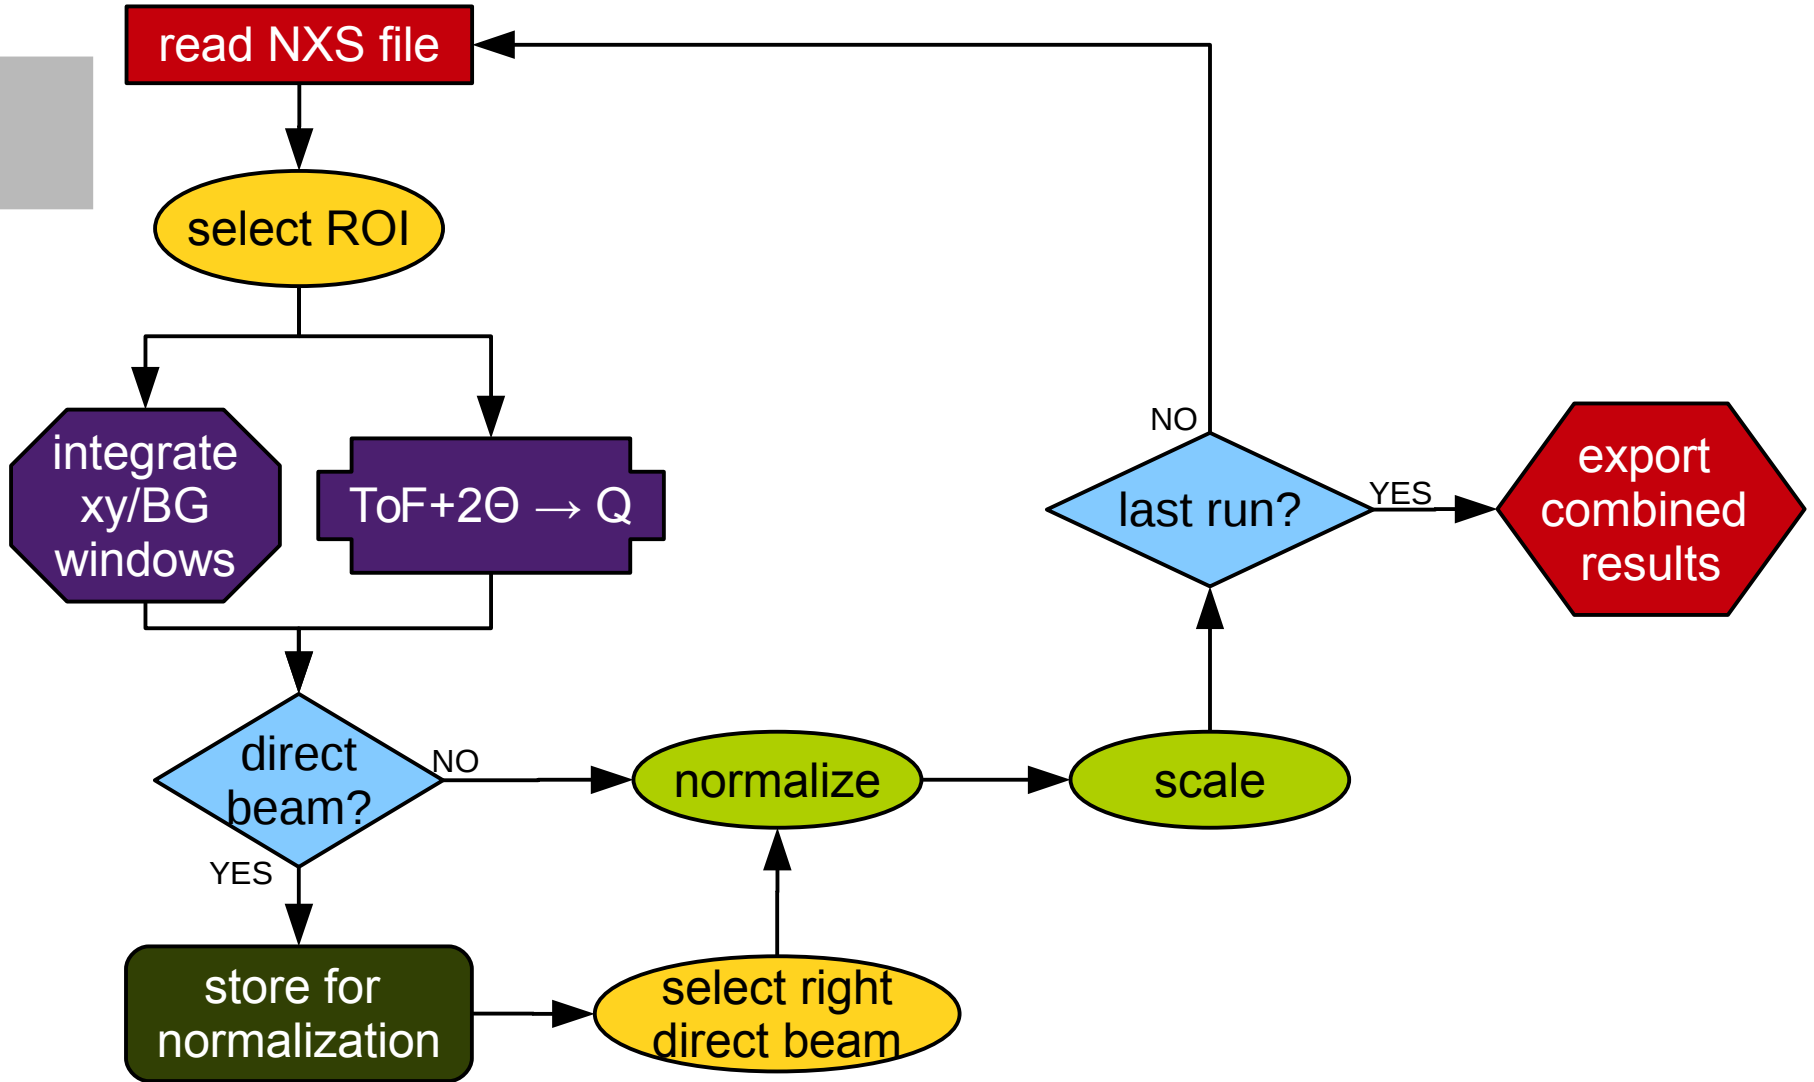 read NXS file
select ROI
integrate
xy/BG
windows
ToF+2Θ → Q
direct
beam?
NO
YES
normalize
scale
store for
normalization
select right
direct beam
NO
last run?
YES
export
combined
results